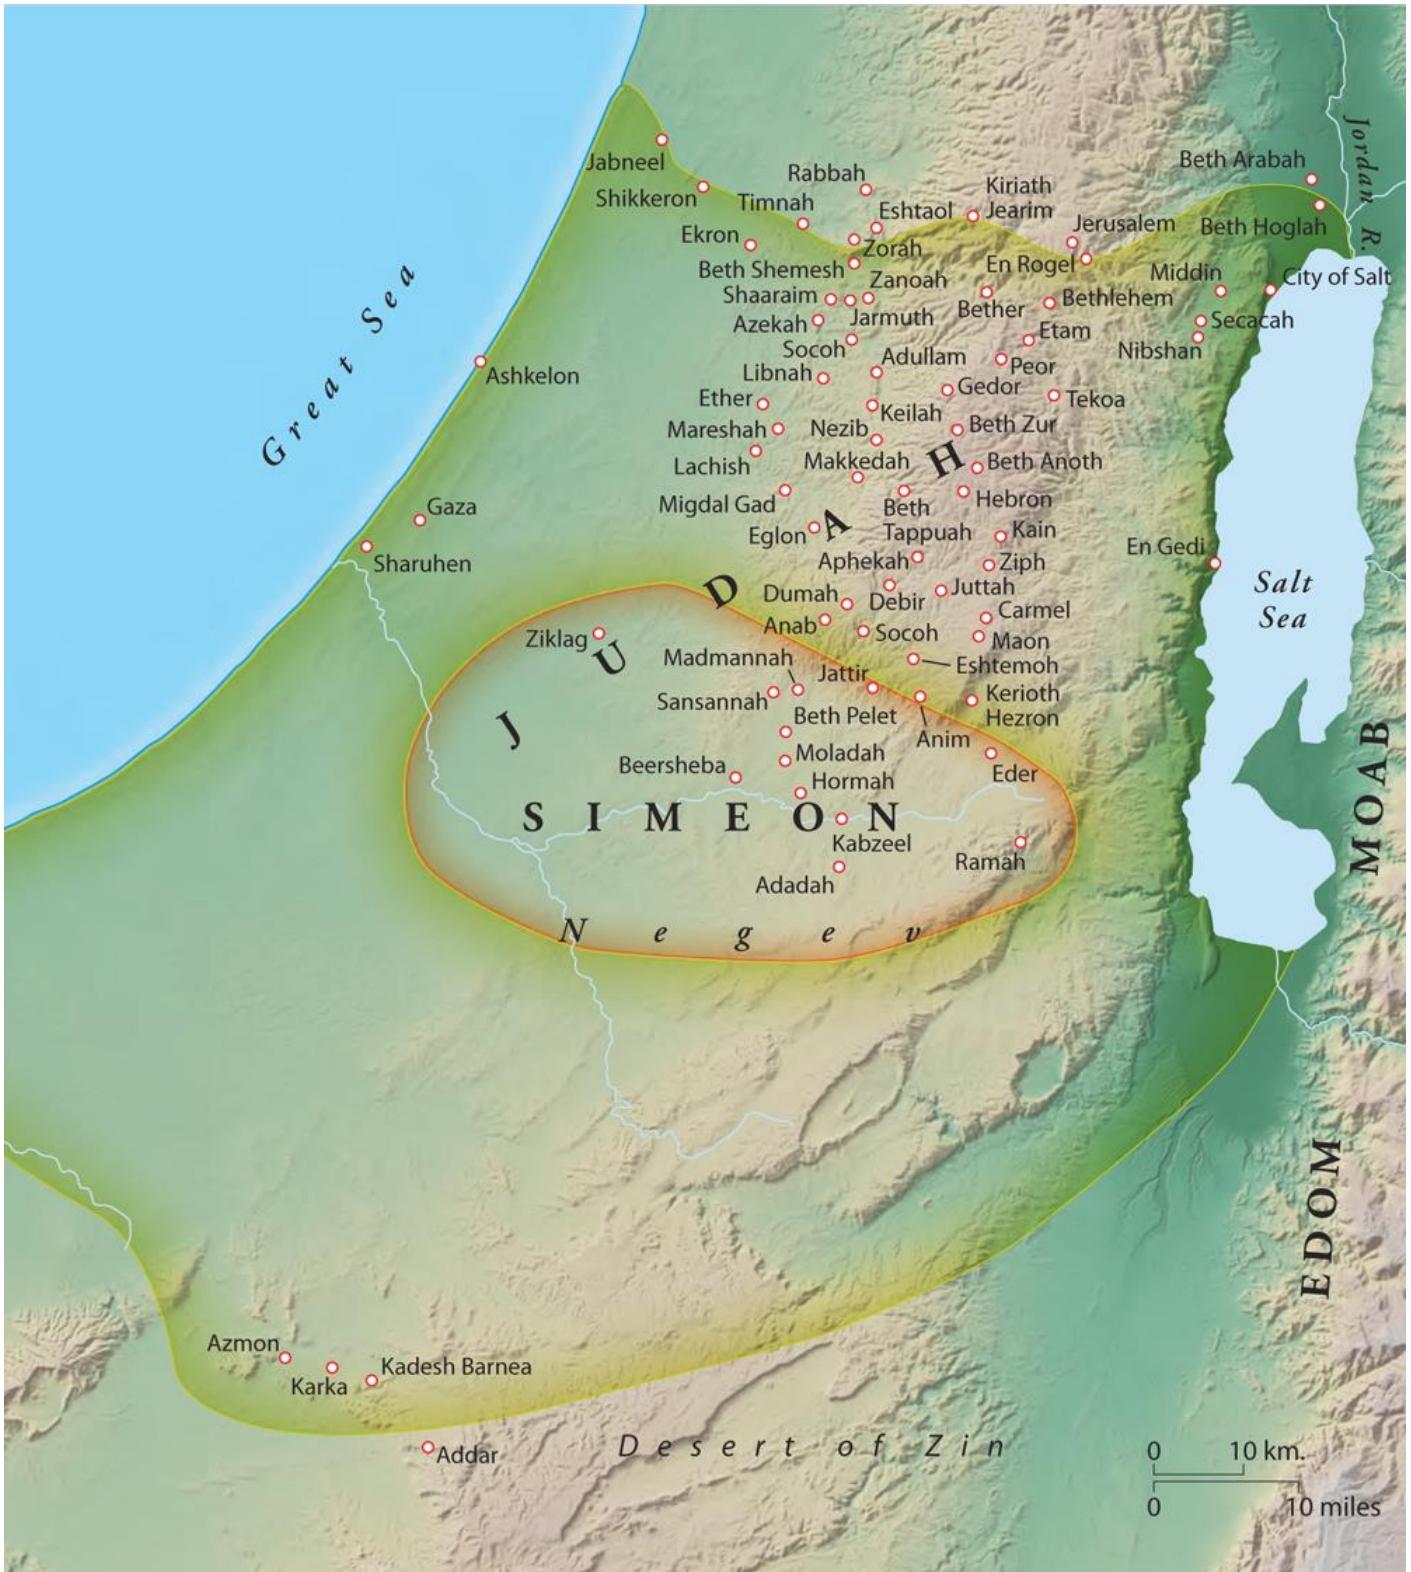 Jordan R.
Beth Arabah
Jabneel
Rabbah
Kiriath
Jearim
Shikkeron
Timnah
Eshtaol
Jerusalem
Beth Hoglah
Ekron
Zorah
En Rogel
Beth Shemesh
Zanoah
Middin
City of Salt
Shaaraim
Bether
Bethlehem
Azekah
Jarmuth
Secacah
Etam
Socoh
Nibshan
Adullam
Peor
Great Sea
Ashkelon
Libnah
Gedor
Ether
Keilah
Tekoa
Mareshah
Nezib
Beth Zur
Lachish
Makkedah
Beth Anoth
Migdal Gad
Beth
Tappuah
Hebron
Gaza
Eglon
Kain
Sharuhen
Aphekah
Ziph
En Gedi
Salt
Sea
Dumah
Debir
Juttah
Anab
Socoh
Carmel
Maon
Ziklag
JUDAH
Madmannah
Jattir
Eshtemoh
Sansannah
Kerioth
Hezron
Beth Pelet
Anim
Moladah
Beersheba
Hormah
Eder
SIMEON
Kabzeel
Ramah
Adadah
MOAB
Negev
EDOM
Azmon
Karka
Kadesh Barnea
Addar
Desert of Zin
0 10 km.
0 10 miles